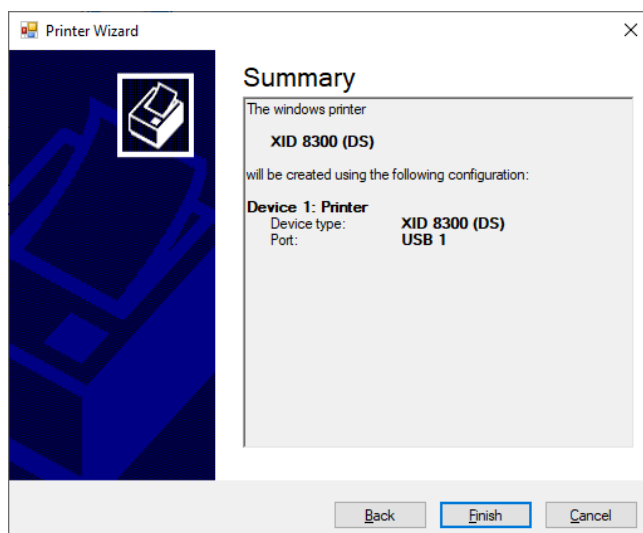 Printer Wizard
Summary
The windows printer
XID 8300 (DS)
will be created using the following configuration:
Device 1: Printer
Device type: XID 8300 (DS)
Port: USB 1
Back Finish Cancel